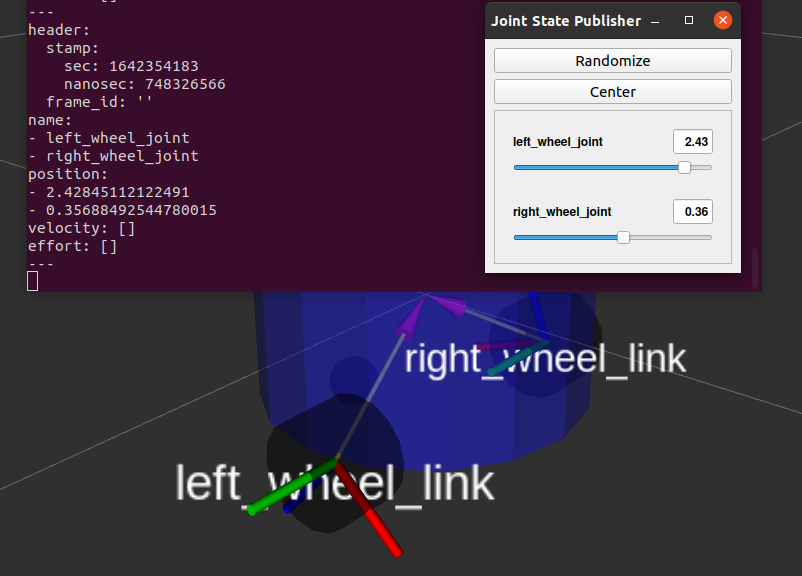 ---
header:
stamp:
sec: 1642354183
nanosec: 748326566
frame_id: ''
name:
- left_wheel_joint
- right_wheel_joint
position:
- 2.42845112122491
- 0.35688492544780015
velocity: []
effort: []
---
Joint State Publisher
Randomize
Center
left_wheel_joint 2.43
right_wheel_joint 0.36
right_wheel_link
left_wheel_link